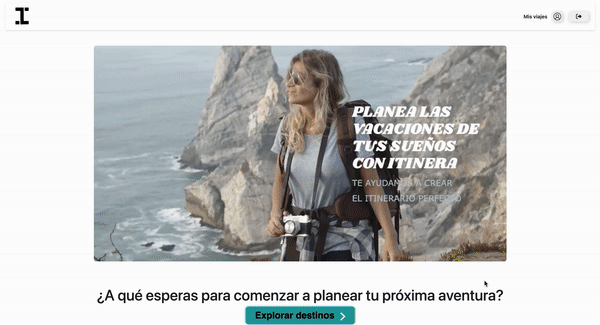 I
Mis viajes
PLANEA LAS
VACACIONES DE
TUS SUEÑOS
CON ITINERA
TE AYUDAMOS A CREAR
EL ITINERARIO PERFECTO
¿A qué esperas para comenzar a planear tu próxima aventura?
Explorar destinos